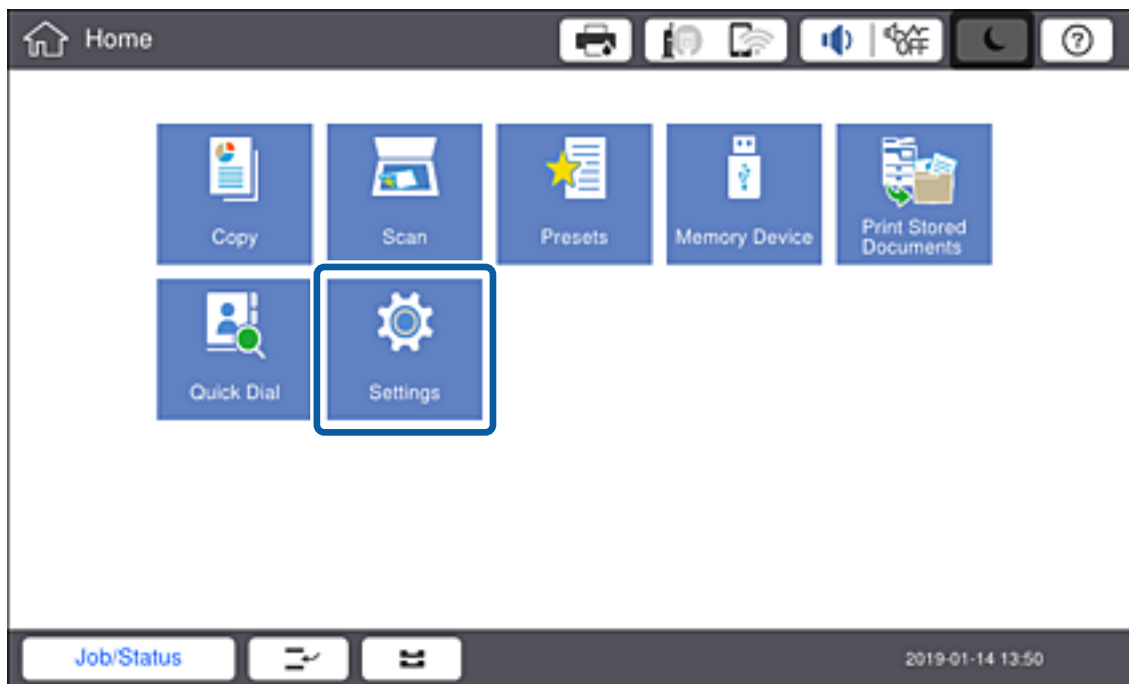 Home
OFF
?
Copy
Scan
Presets
Memory Device
Print Stored
Documents
Quick Dial
Settings
Job/Status
2019-01-14 13:50